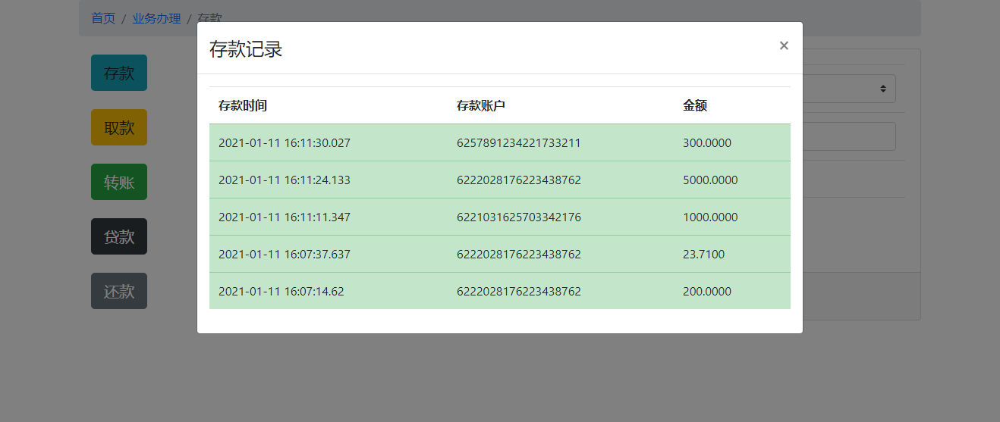 首页 / 业务办理 / 存款
存款记录 ×
存款
取款
转账
贷款
还款
存款时间 存款账户 金额
2021-01-11 16:11:30.027 6257891234221733211 300.0000
2021-01-11 16:11:24.133 6222028176223438762 5000.0000
2021-01-11 16:11:11.347 6221031625703342176 1000.0000
2021-01-11 16:07:37.637 6222028176223438762 23.7100
2021-01-11 16:07:14.62 6222028176223438762 200.0000